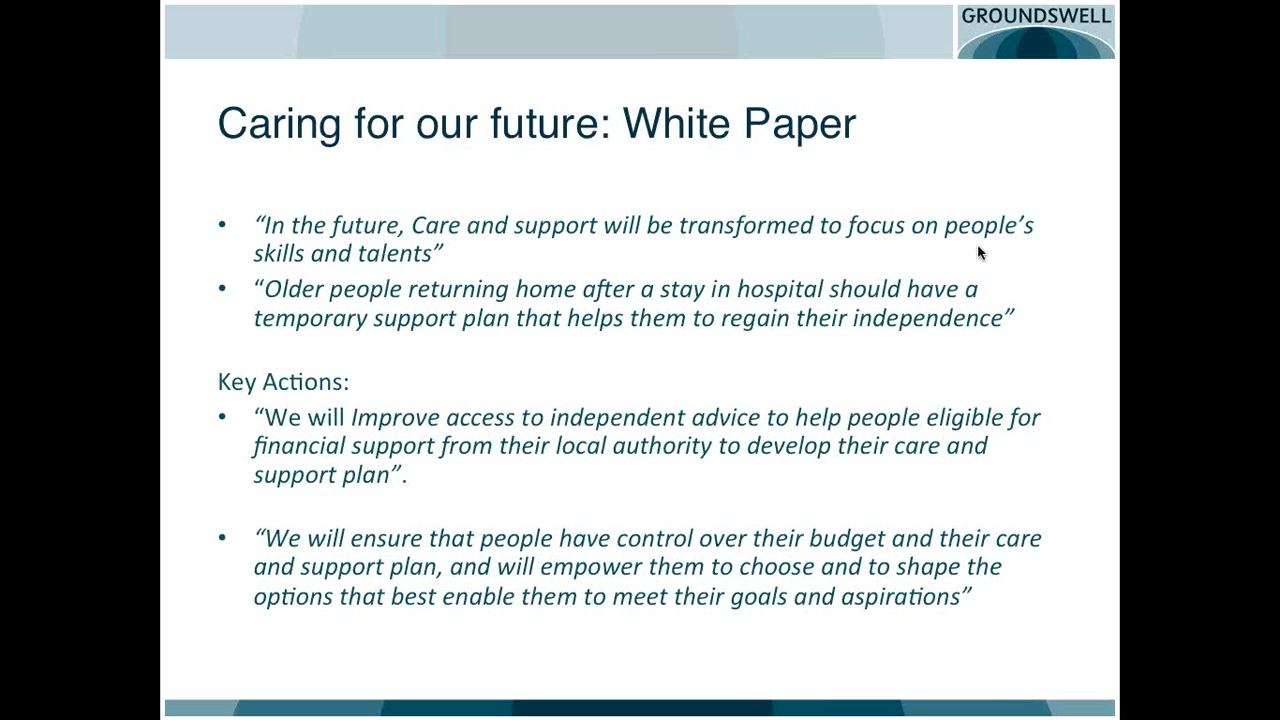 GROUNDSWELL
Caring for our future: White Paper
• “In the future, Care and support will be transformed to focus on people’s
skills and talents”
• “Older people returning home after a stay in hospital should have a
temporary support plan that helps them to regain their independence”
Key Actions:
• “We will Improve access to independent advice to help people eligible for
financial support from their local authority to develop their care and
support plan”.
• “We will ensure that people have control over their budget and their care
and support plan, and will empower them to choose and to shape the
options that best enable them to meet their goals and aspirations”